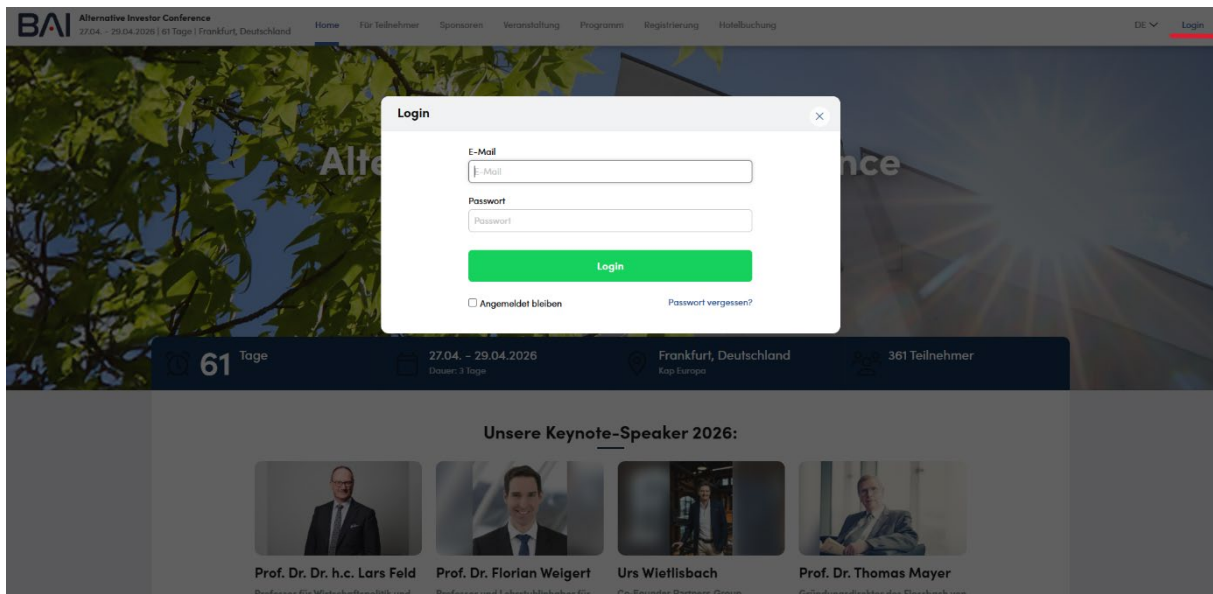 BAI
Alternative Investor Conference
27.04. - 29.04.2026 | 61 Tage | Frankfurt, Deutschland
Home Für Teilnehmer Sponsoren Veranstaltung Programm Registrierung Hotelbuchung
DE Login
Alte nce
Login
E-Mail
E-Mail
Passwort
Passwort
Login
Angemeldet bleiben Passwort vergessen?
61 Tage
27.04. - 29.04.2026
Dauer: 3 Tage
Frankfurt, Deutschland
Kap Europa
361 Teilnehmer
Unsere Keynote-Speaker 2026:
Prof. Dr. Dr. h.c. Lars Feld Prof. Dr. Florian Weigert Urs Wietlisbach Prof. Dr. Thomas Mayer